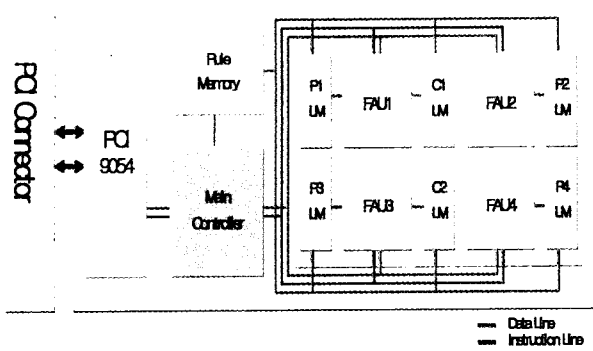 PCI Connector
PCI
9054
Rule
Memory
Main
Controller
P1
LM
FAU1
C1
LM
FAU2
P2
LM
P3
LM
FAU3
C2
LM
FAU4
P4
LM
Data Line
Instruction Line